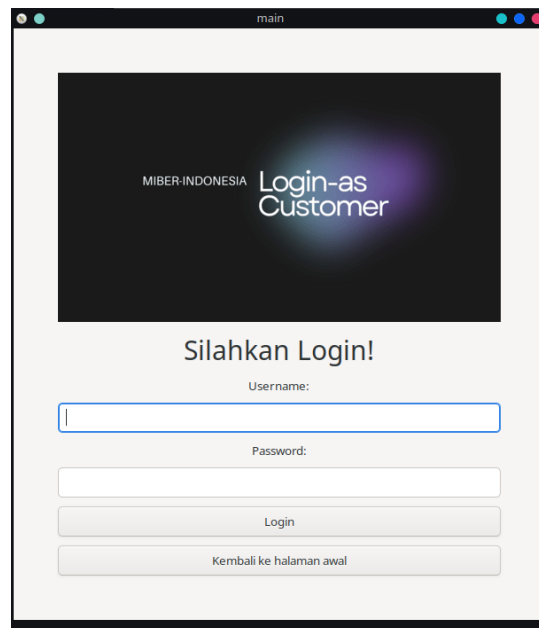 main
MIBER-INDONESIA
Login-as
Customer
Silahkan Login!
Username:
Password:
Login
Kembali ke halaman awal